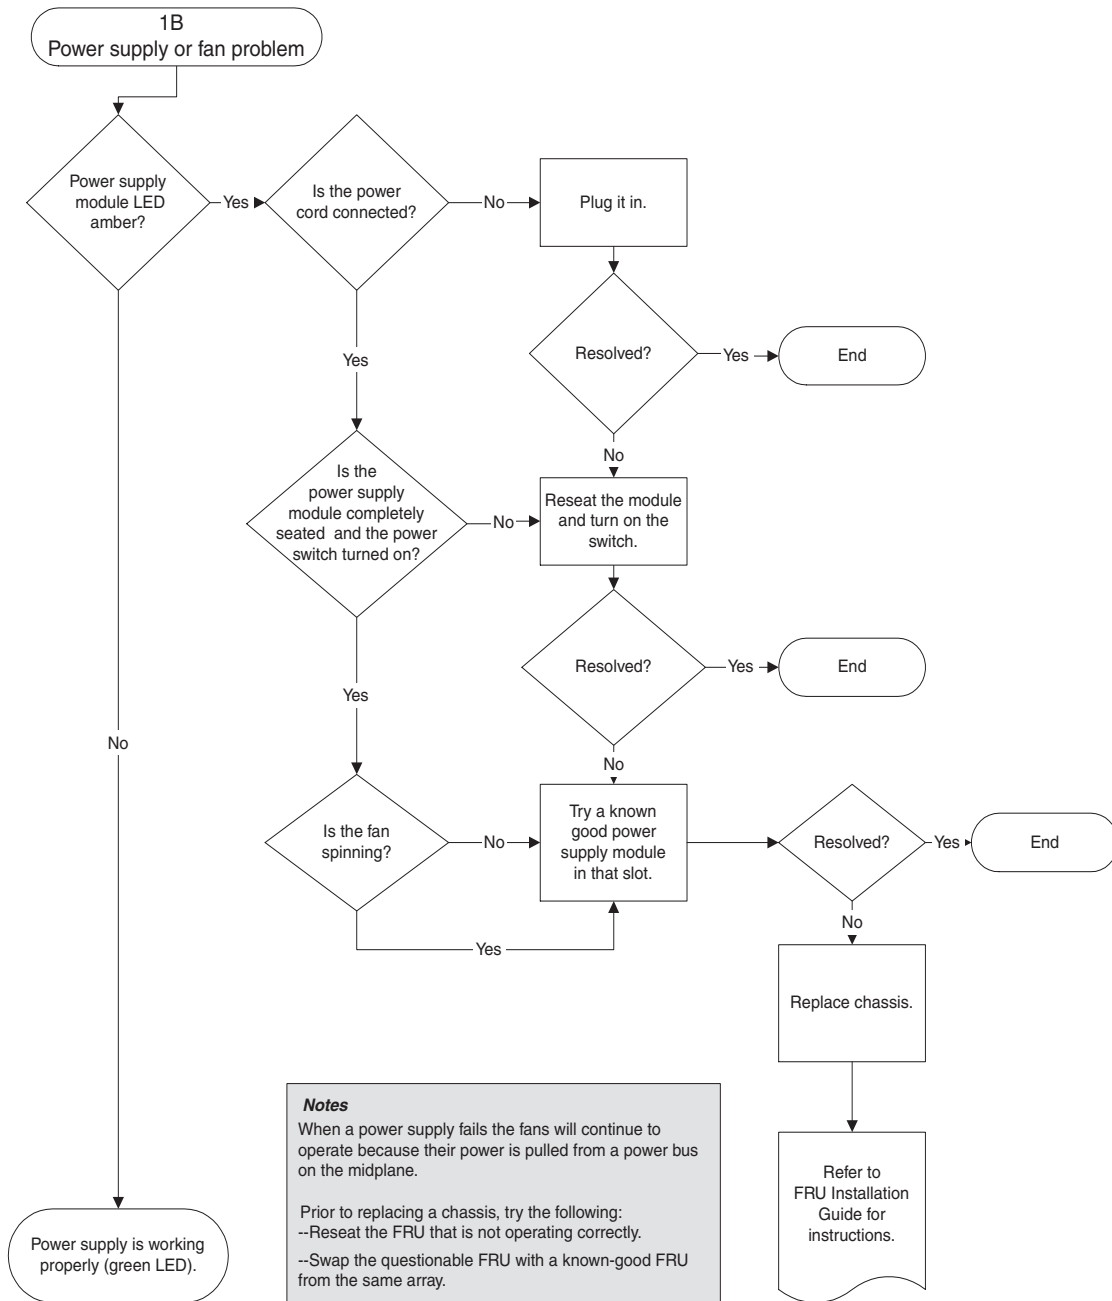 1B
Power supply or fan problem
Power supply
module LED
amber?
Yes
Is the power
cord connected?
No
Plug it in.
Yes
Resolved?
Yes
End
No
Is the
power supply
module completely
seated and the power
switch turned on?
No
Reseat the module
and turn on the
switch.
Resolved?
Yes
End
Yes
No
No
Is the fan
spinning?
No
Try a known
good power
supply module
in that slot.
Resolved?
Yes
End
Yes
No
Replace chassis.
Notes
When a power supply fails the fans will continue to
operate because their power is pulled from a power bus
on the midplane.
Prior to replacing a chassis, try the following:
--Reseat the FRU that is not operating correctly.
--Swap the questionable FRU with a known-good FRU
from the same array.
Refer to
FRU Installation
Guide for
instructions.
Power supply is working
properly (green LED).